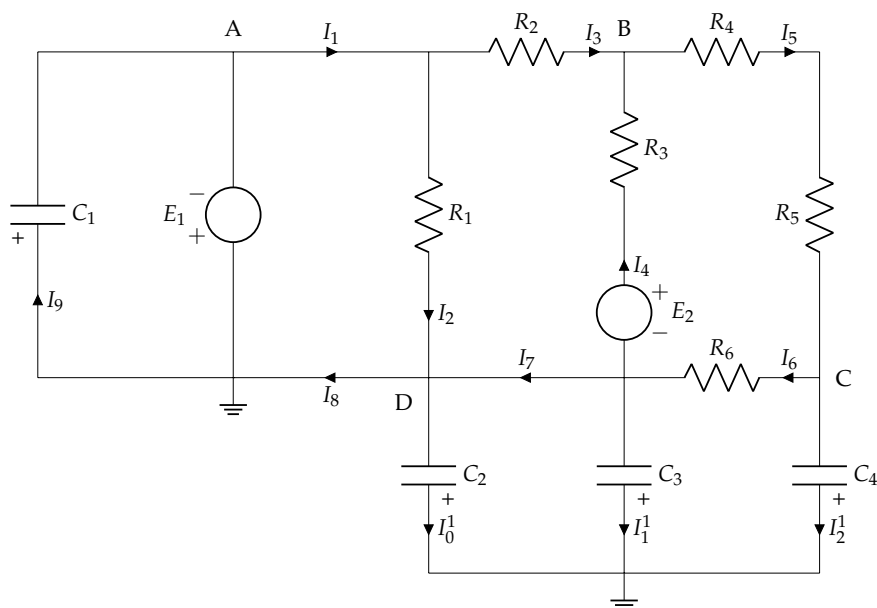 A I₁ R₂ I₃ B R₄ I₅
R₃
+ C₁ E₁ − + R₁ R₅
I₉ I₂ I₄ + − E₂
I₈ D I₇ R₆ I₆ C
C₂ + C₃ + C₄ +
I₀¹ I₁¹ I₂¹